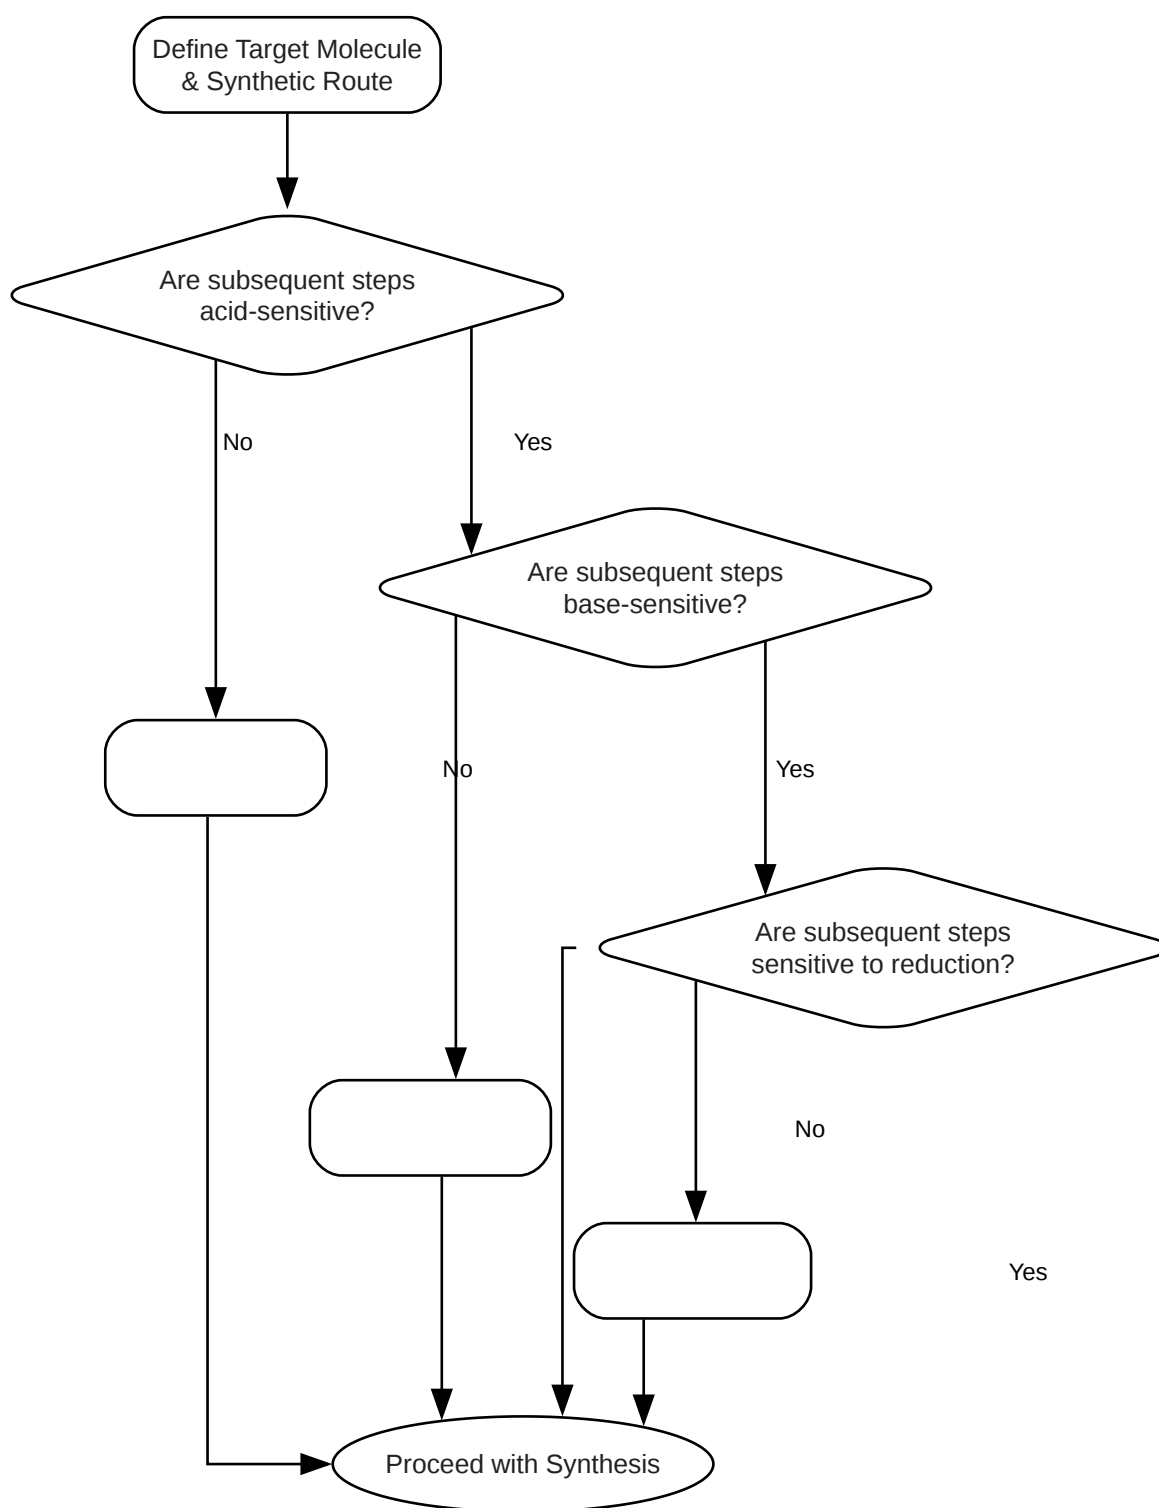 Define Target Molecule
& Synthetic Route
Are subsequent steps
acid-sensitive?
No
Yes
Are subsequent steps
base-sensitive?
No
Yes
Are subsequent steps
sensitive to reduction?
No
Yes
Proceed with Synthesis